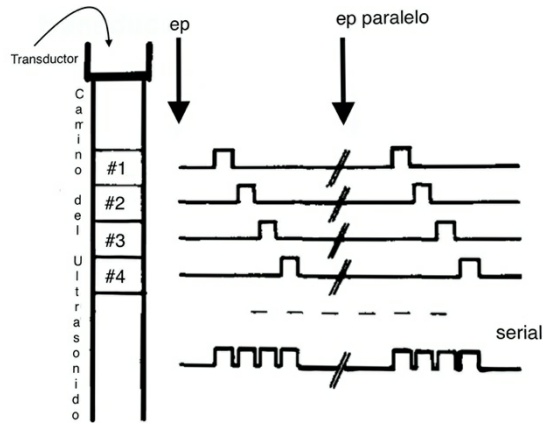 ep
ep paralelo
Transductor
Camino del Ultrasonido
#1
#2
#3
#4
serial